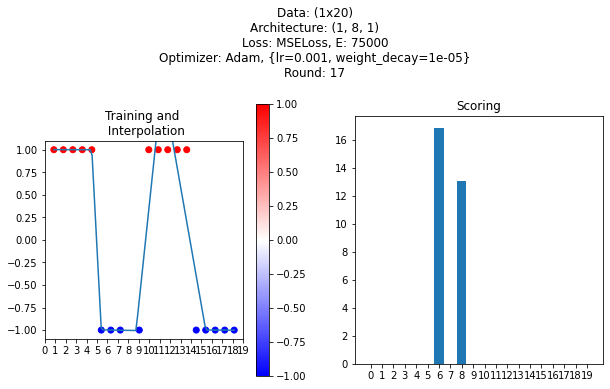 Data: (1x20)
Architecture: (1, 8, 1)
Loss: MSELoss, E: 75000
Optimizer: Adam, {lr=0.001, weight_decay=1e-05}
Round: 17
Training and
Interpolation
1.00
0.75
0.50
0.25
0.00
−0.25
−0.50
−0.75
−1.00
0 1 2 3 4 5 6 7 8 9 10 11 12 13 14 15 16 17 18 19
1.00
0.75
0.50
0.25
0.00
−0.25
−0.50
−0.75
−1.00
Scoring
16
14
12
10
8
6
4
2
0
0 1 2 3 4 5 6 7 8 9 10 11 12 13 14 15 16 17 18 19